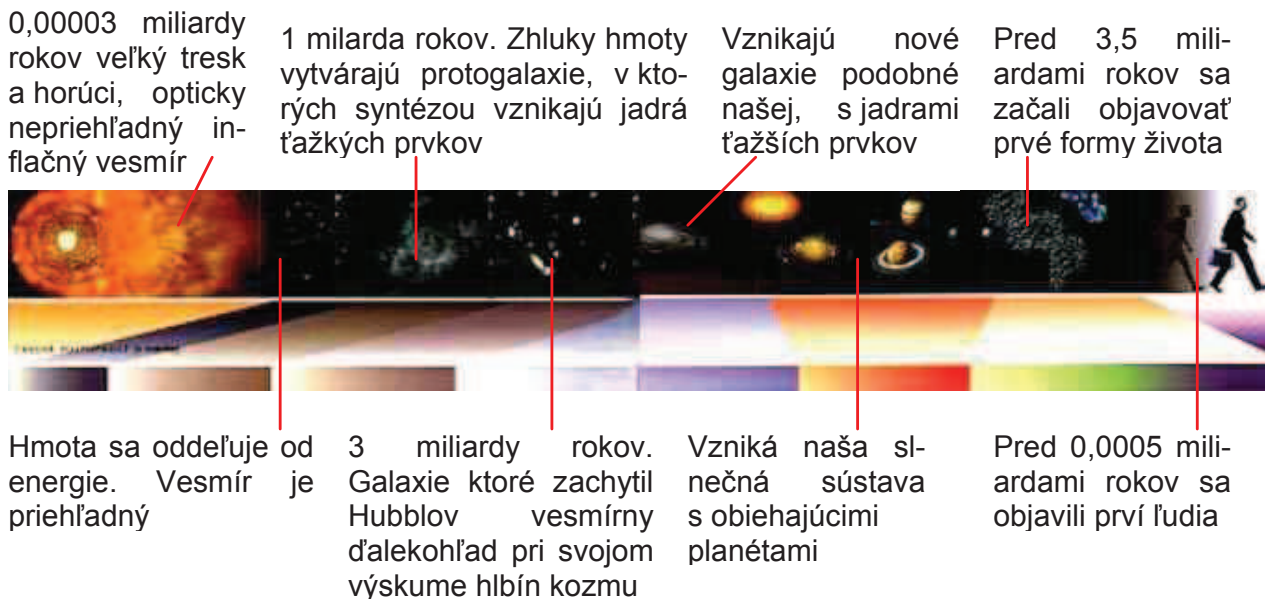 0,00003 miliardy
rokov veľký tresk
a horúci, opticky
nepriehľadný in-
flačný vesmír
1 milarda rokov. Zhluky hmoty
vytvárajú protogalaxie, v kto-
rých syntézou vznikajú jadrá
ťažkých prvkov
Vznikajú nové
galaxie podobné
našej, s jadrami
ťažších prvkov
Pred 3,5 mili-
ardami rokov sa
začali objavovať
prvé formy života
Hmota sa oddeľuje od
energie. Vesmír je
priehľadný
3 miliardy rokov.
Galaxie ktoré zachytil
Hubblov vesmírny
ďalekohľad pri svojom
výskume hlbín kozmu
Vzniká naša sl-
nečná sústava
s obiehajúcimi
planétami
Pred 0,0005 mili-
ardami rokov sa
objavili prví ľudia